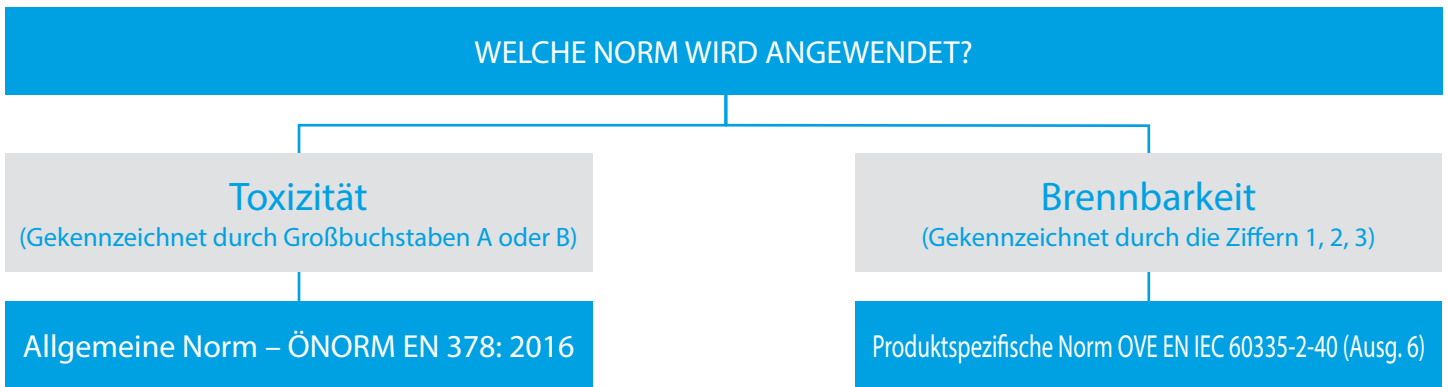 WELCHE NORM WIRD ANGEWENDET?
Toxizität
(Gekennzeichnet durch Großbuchstaben A oder B)
Allgemeine Norm – ÖNORM EN 378: 2016
Brennbarkeit
(Gekennzeichnet durch die Ziffern 1, 2, 3)
Produktspezifische Norm OVE EN IEC 60335-2-40 (Ausg. 6)